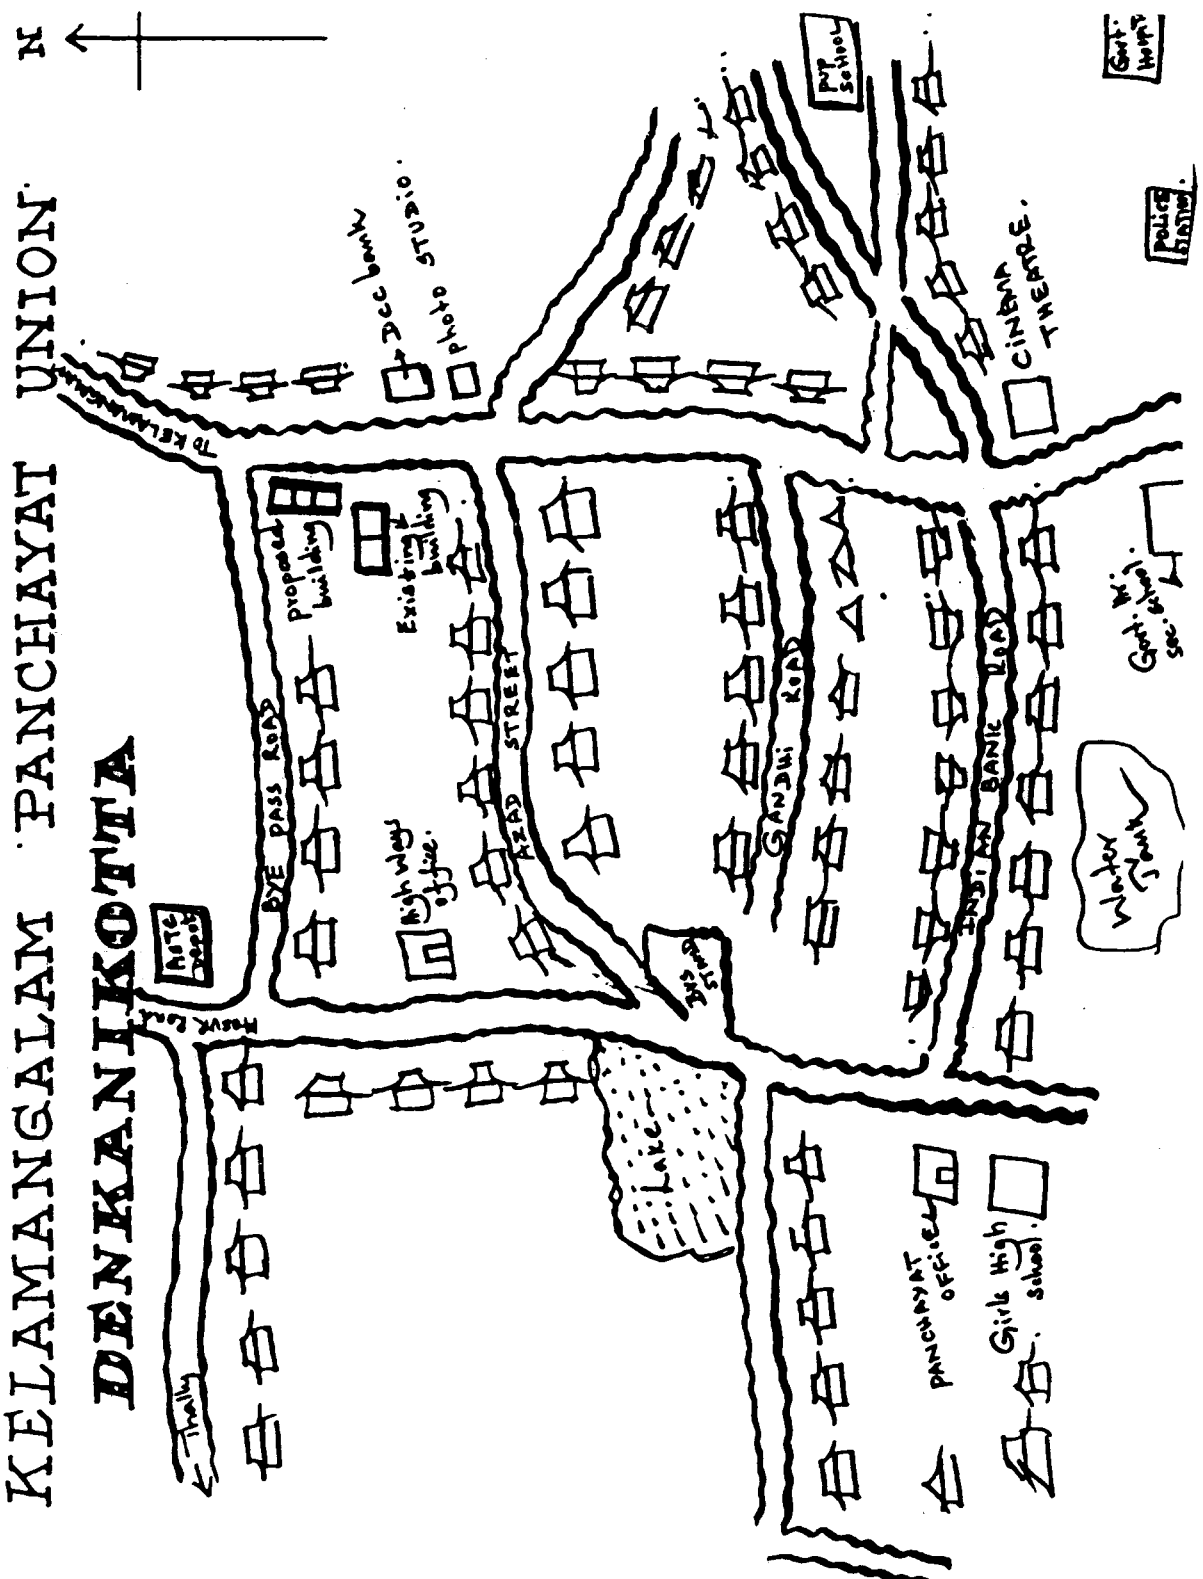 KELAMANGALAM PANCHAYAT UNION
DENKANIKOTTA
N
TO KELAMANGALAM
Thally
Hosur Road
BYE PASS ROAD
proposed
building
Existing
building
Dcc bank
photo STUDIO.
High ways
office.
AZAD STREET
BUS
STAND
Lake
GANDHI ROAD
INDIAN BANK ROAD
PUP
SCHOOL
CINEMA
THEATRE.
Govt.
POLICE
STATION.
Govt. Hr.
Sec. School.
Water
Tank
PANCHAYAT
OFFICE
Girls High
School.